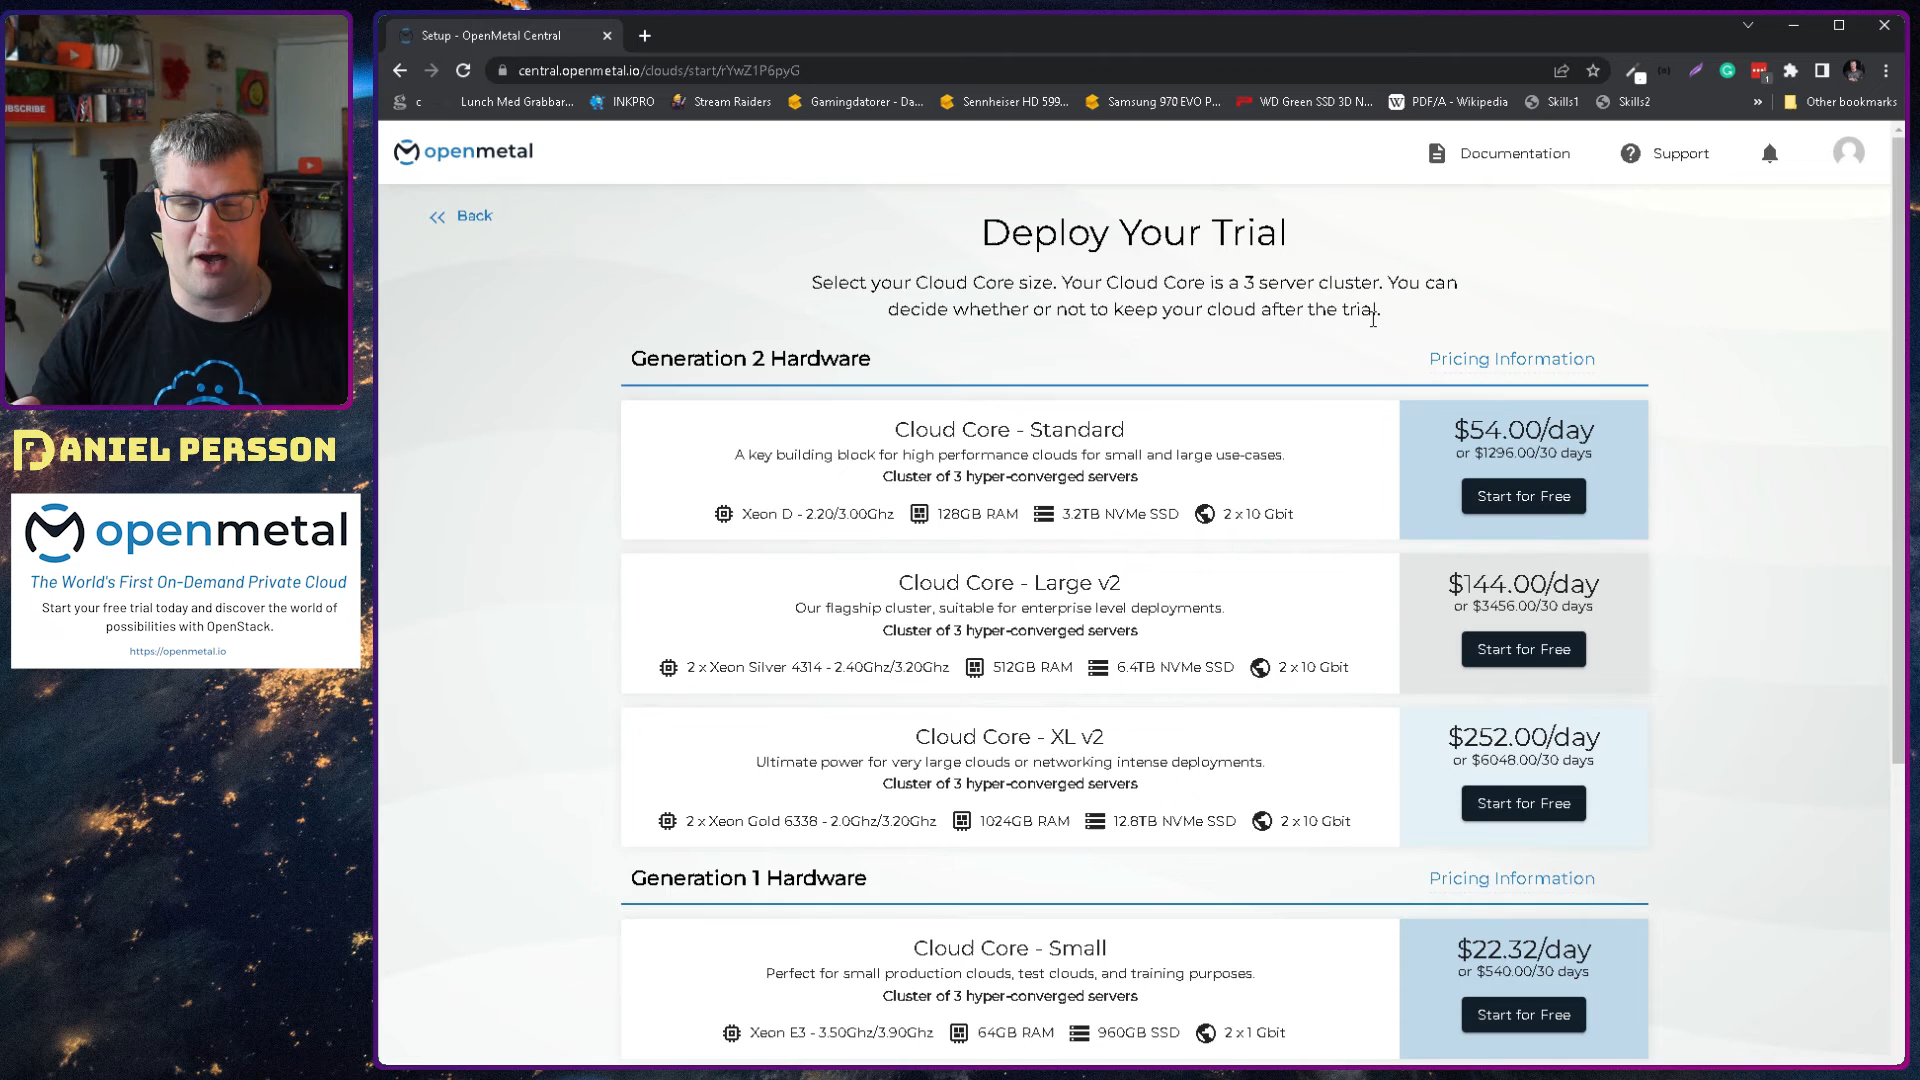 Setup - OpenMetal Central
central.openmetal.io/clouds/start/rYwZ1P6pyG
c
Lunch Med Grabbar...
INKPRO
Stream Raiders
Gamingdatorer - Da...
Sennheiser HD 599...
Samsung 970 EVO P...
WD Green SSD 3D N...
PDF/A - Wikipedia
Skills1
Skills2
»
Other bookmarks
SUBSCRIBE
openmetal
Documentation
Support
Back
Deploy Your Trial
Select your Cloud Core size. Your Cloud Core is a 3 server cluster. You can
decide whether or not to keep your cloud after the trial.
Generation 2 Hardware
Pricing Information
Cloud Core - Standard
A key building block for high performance clouds for small and large use-cases.
Cluster of 3 hyper-converged servers
Xeon D - 2.20/3.00Ghz 128GB RAM 3.2TB NVMe SSD 2 x 10 Gbit
$54.00/day
or $1296.00/30 days
Start for Free
Cloud Core - Large v2
Our flagship cluster, suitable for enterprise level deployments.
Cluster of 3 hyper-converged servers
2 x Xeon Silver 4314 - 2.40Ghz/3.20Ghz 512GB RAM 6.4TB NVMe SSD 2 x 10 Gbit
$144.00/day
or $3456.00/30 days
Start for Free
Cloud Core - XL v2
Ultimate power for very large clouds or networking intense deployments.
Cluster of 3 hyper-converged servers
2 x Xeon Gold 6338 - 2.0Ghz/3.20Ghz 1024GB RAM 12.8TB NVMe SSD 2 x 10 Gbit
$252.00/day
or $6048.00/30 days
Start for Free
Generation 1 Hardware
Pricing Information
Cloud Core - Small
Perfect for small production clouds, test clouds, and training purposes.
Cluster of 3 hyper-converged servers
Xeon E3 - 3.50Ghz/3.90Ghz 64GB RAM 960GB SSD 2 x 1 Gbit
$22.32/day
or $540.00/30 days
Start for Free
DANIEL PERSSON
openmetal
The World's First On-Demand Private Cloud
Start your free trial today and discover the world of
possibilities with OpenStack.
https://openmetal.io